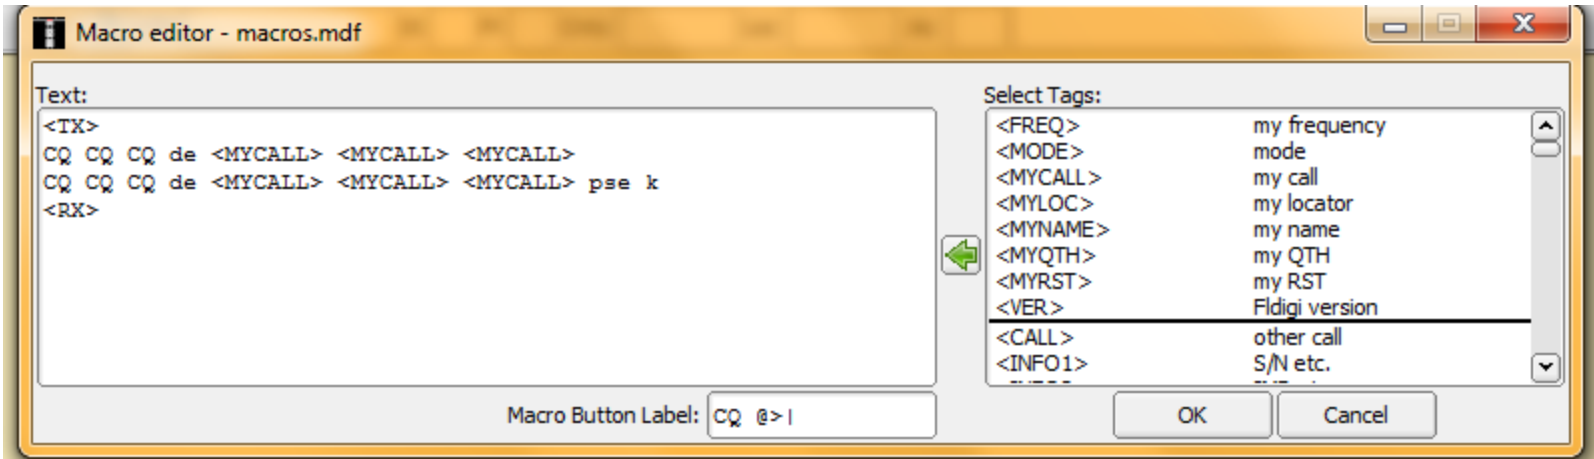 Macro editor - macros.mdf
Text:
<TX>
CQ CQ CQ de <MYCALL> <MYCALL> <MYCALL>
CQ CQ CQ de <MYCALL> <MYCALL> <MYCALL> pse k
<RX>
Select Tags:
<FREQ> my frequency
<MODE> mode
<MYCALL> my call
<MYLOC> my locator
<MYNAME> my name
<MYQTH> my QTH
<MYRST> my RST
<VER> Fldigi version
<CALL> other call
<INFO1> S/N etc.
Macro Button Label: CQ @>|
OK Cancel